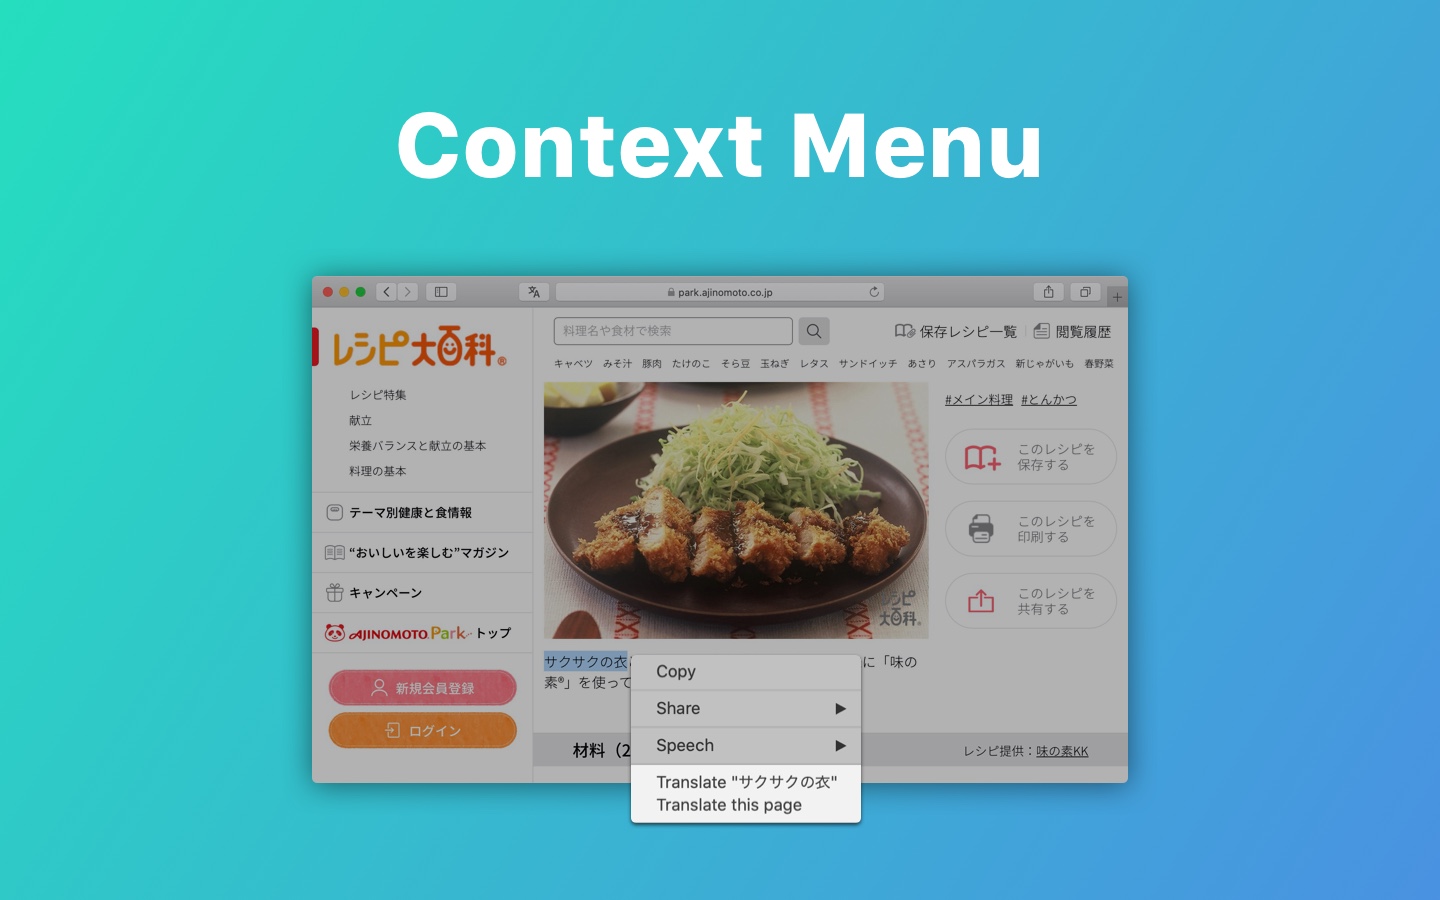 Context Menu
park.ajinomoto.co.jp
レシピ大百科®
料理名や食材で検索
保存レシピ一覧
閲覧履歴
キャベツ みそ汁 豚肉 たけのこ そら豆 玉ねぎ レタス サンドイッチ あさり アスパラガス 新じゃがいも 春野菜
レシピ特集
献立
栄養バランスと献立の基本
料理の基本
テーマ別健康と食情報
“おいしいを楽しむ”マガジン
キャンペーン
AJINOMOTO Park トップ
新規会員登録
ログイン
#メイン料理 #とんかつ
このレシピを
保存する
このレシピを
印刷する
このレシピを
共有する
レシピ
大百科®
サクサクの衣
に「味の
素®」を使って
材料（2
レシピ提供：味の素KK
Copy
Share
Speech
Translate "サクサクの衣"
Translate this page